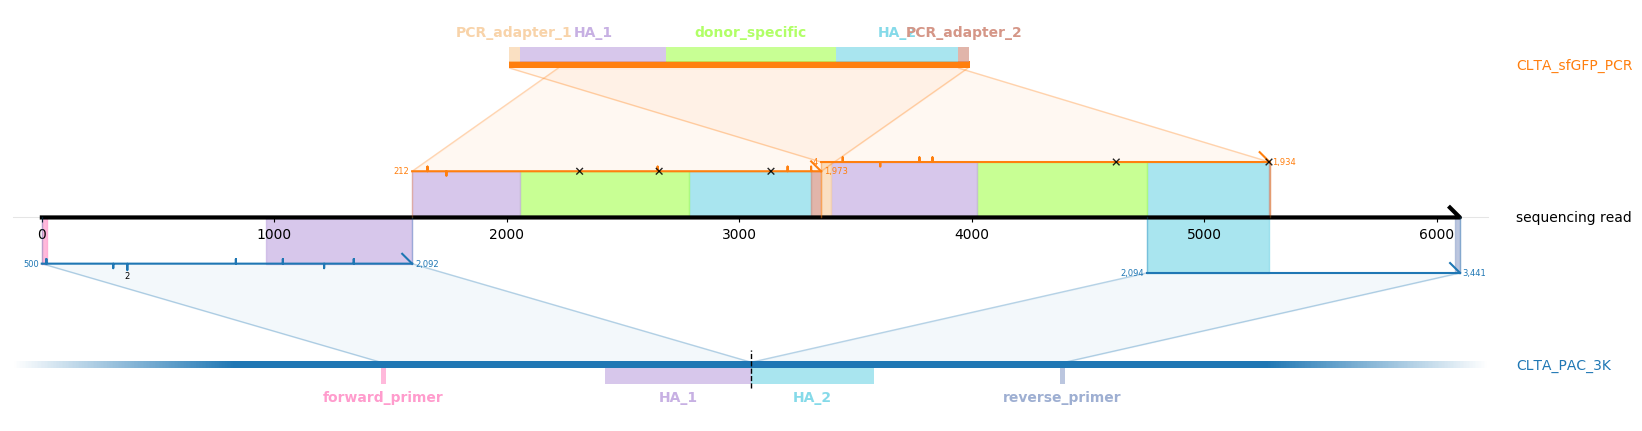 PCR_adapter_1 HA_1 donor_specific HA_2 PCR_adapter_2
CLTA_sfGFP_PCR
4
1,934
212
1,973
sequencing read
0 1000 2000 3000 4000 5000 6000
500
2
2,092
2,094
3,441
CLTA_PAC_3K
forward_primer HA_1 HA_2 reverse_primer